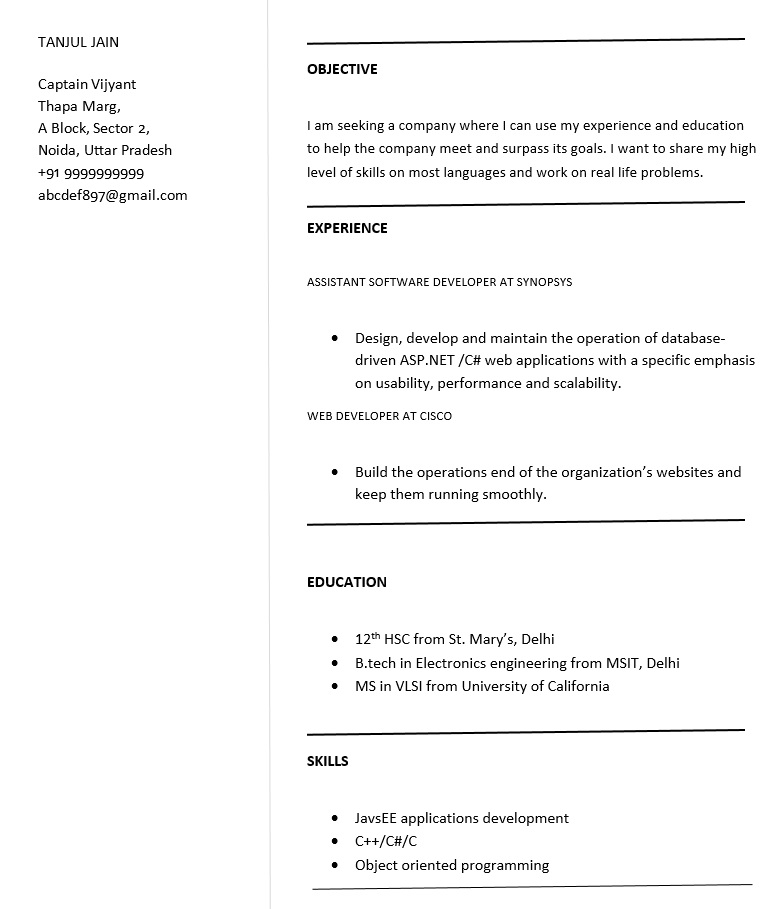 TANJUL JAIN
Captain Vijyant
Thapa Marg,
A Block, Sector 2,
Noida, Uttar Pradesh
+91 9999999999
abcdef897@gmail.com
OBJECTIVE
I am seeking a company where I can use my experience and education
to help the company meet and surpass its goals. I want to share my high
level of skills on most languages and work on real life problems.
EXPERIENCE
ASSISTANT SOFTWARE DEVELOPER AT SYNOPSYS
• Design, develop and maintain the operation of database-
driven ASP.NET /C# web applications with a specific emphasis
on usability, performance and scalability.
WEB DEVELOPER AT CISCO
• Build the operations end of the organization’s websites and
keep them running smoothly.
EDUCATION
• 12th HSC from St. Mary’s, Delhi
• B.tech in Electronics engineering from MSIT, Delhi
• MS in VLSI from University of California
SKILLS
• JavsEE applications development
• C++/C#/C
• Object oriented programming